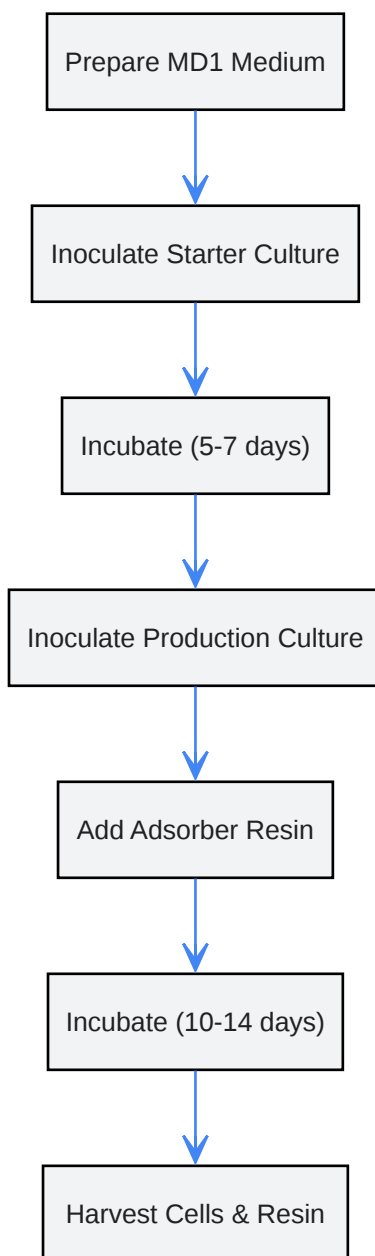 Prepare MD1 Medium
Inoculate Starter Culture
Incubate (5-7 days)
Inoculate Production Culture
Add Adsorber Resin
Incubate (10-14 days)
Harvest Cells & Resin